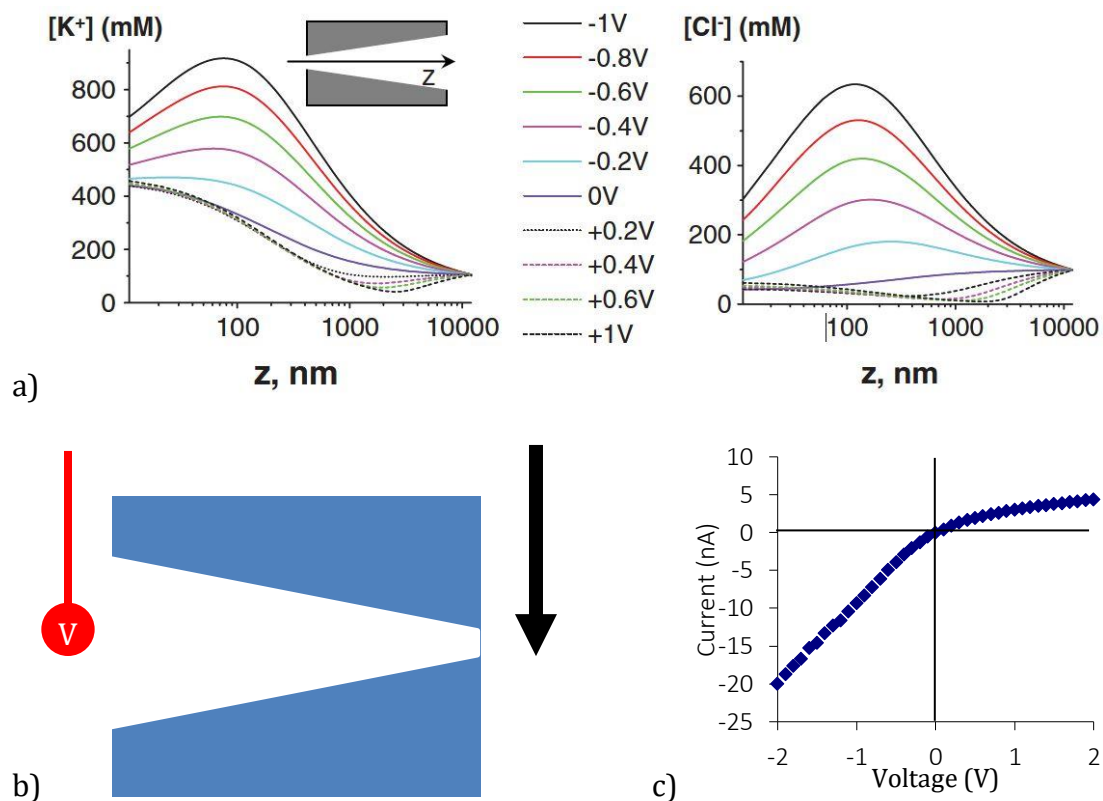 [K⁺] (mM)
800
600
400
200
0
100
1000
10000
z, nm
z
-1V
-0.8V
-0.6V
-0.4V
-0.2V
0V
+0.2V
+0.4V
+0.6V
+1V
[Cl⁻] (mM)
600
400
200
0
100
1000
10000
z, nm
a)
V
b)
10
5
0
-5
-10
-15
-20
-25
Current (nA)
-2
-1
0
1
2
Voltage (V)
c)